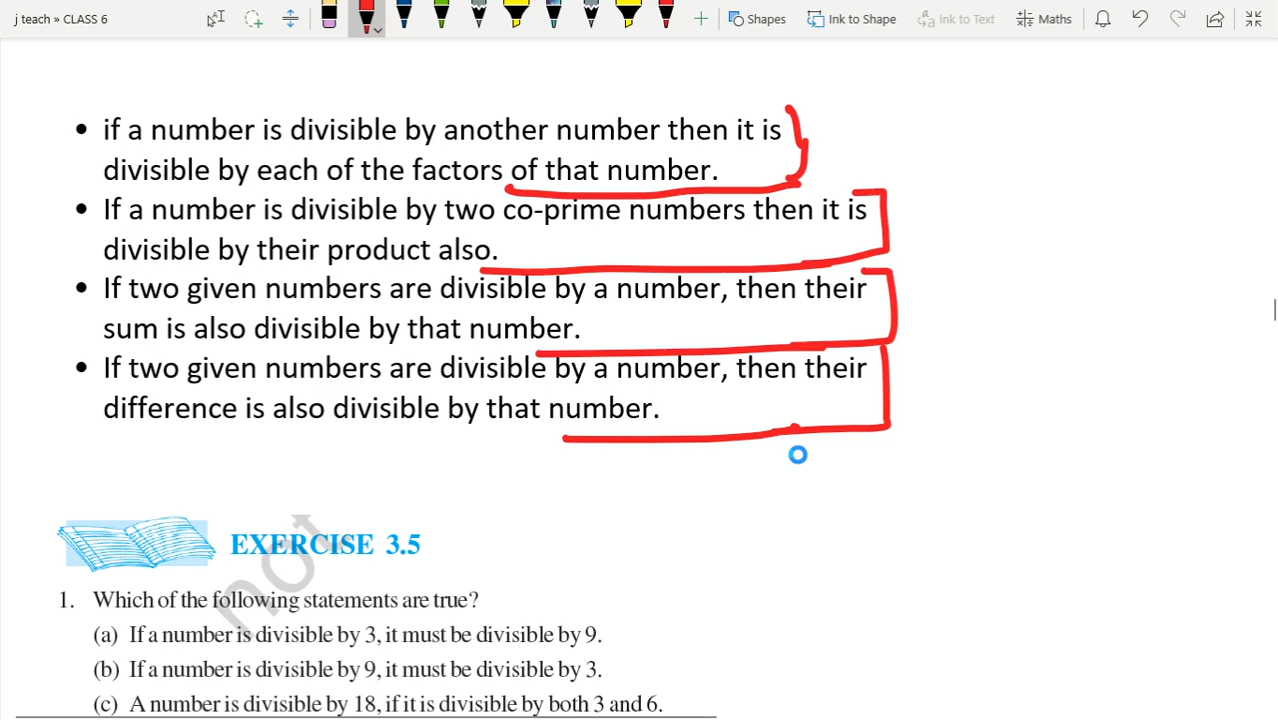 j teach » CLASS 6
Shapes
Ink to Shape
Ink to Text
Maths
• if a number is divisible by another number then it is
divisible by each of the factors of that number.
• If a number is divisible by two co-prime numbers then it is
divisible by their product also.
• If two given numbers are divisible by a number, then their
sum is also divisible by that number.
• If two given numbers are divisible by a number, then their
difference is also divisible by that number.
not
EXERCISE 3.5
1. Which of the following statements are true?
(a) If a number is divisible by 3, it must be divisible by 9.
(b) If a number is divisible by 9, it must be divisible by 3.
(c) A number is divisible by 18, if it is divisible by both 3 and 6.